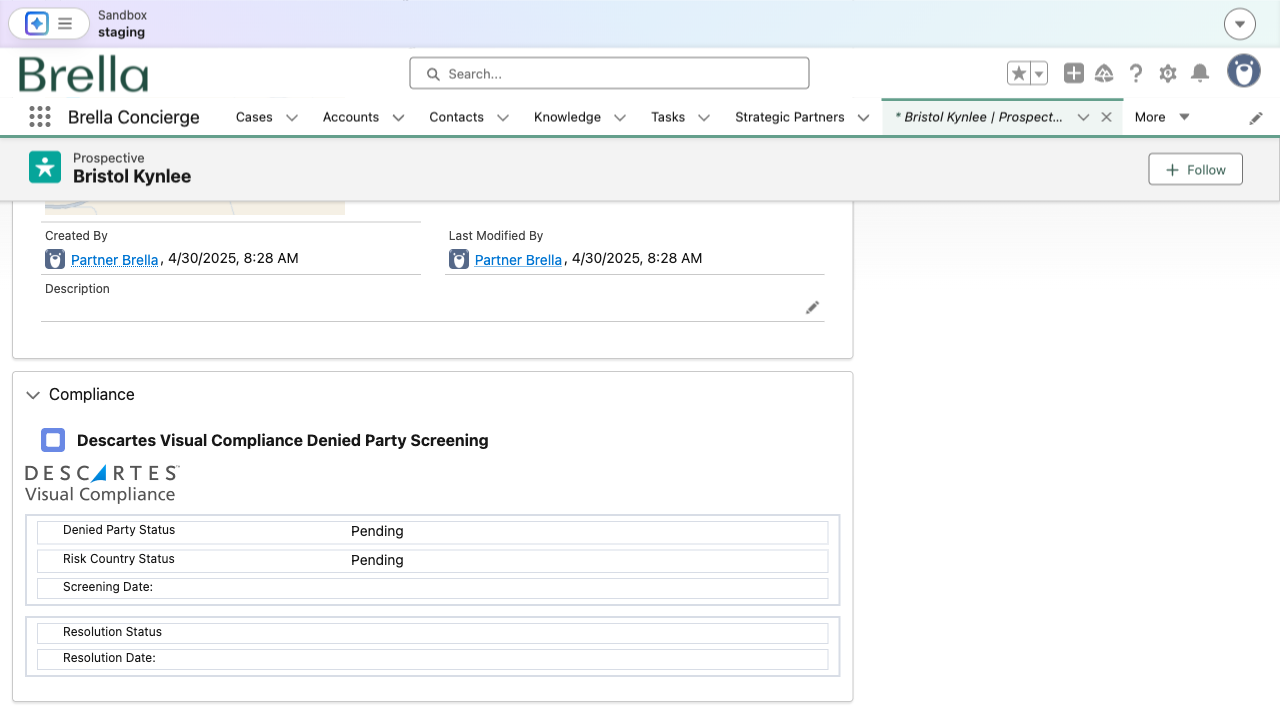 Sandbox
staging
Brella
Search...
Brella Concierge
Cases
Accounts
Contacts
Knowledge
Tasks
Strategic Partners
* Bristol Kynlee | Prospect...
More
Prospective
Bristol Kynlee
Follow
Created By
Partner Brella, 4/30/2025, 8:28 AM
Last Modified By
Partner Brella, 4/30/2025, 8:28 AM
Description
Compliance
Descartes Visual Compliance Denied Party Screening
DESCARTES™
Visual Compliance
Denied Party Status Pending
Risk Country Status Pending
Screening Date:
Resolution Status
Resolution Date: